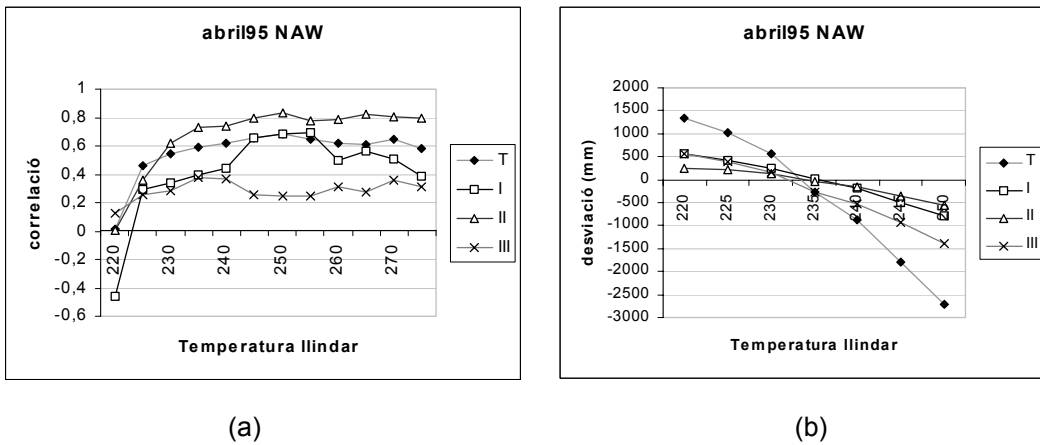 abril95 NAW
1
0,8
0,6
0,4
0,2
0
-0,2
-0,4
-0,6
correlació
220
230
240
250
260
270
Temperatura llindar
T
I
II
III
(a)
abril95 NAW
2000
1500
1000
500
0
-500
-1000
-1500
-2000
-2500
-3000
desviació (mm)
220
225
230
235
240
Temperatura llindar
T
I
II
III
(b)